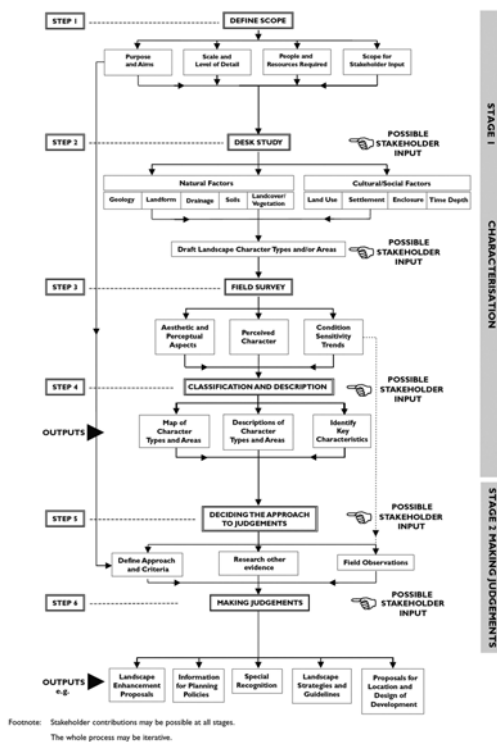 STEP 1
DEFINE SCOPE
Purpose
and Aims
Scale and
Level of Detail
People and
Resources Required
Scope for
Stakeholder
Input
STEP 2
DESK STUDY
POSSIBLE
STAKEHOLDER
INPUT
Natural Factors
Geology
Landform
Drainage
Soils
Landcover/
Vegetation
Cultural/Social Factors
Land Use
Settlement
Enclosure
Time Depth
Draft Landscape Character Types and/or Areas
POSSIBLE
STAKEHOLDER
INPUT
STEP 3
FIELD SURVEY
Aesthetic and
Perceptual
Aspects
Perceived
Character
Condition
Sensitivity
Trends
STEP 4
CLASSIFICATION AND DESCRIPTION
POSSIBLE
STAKEHOLDER
INPUT
OUTPUTS
Map of
Character
Types and Areas
Descriptions of
Character
Types and Areas
Identify
Key
Characteristics
STAGE 1
CHARACTERISATION
STEP 5
DECIDING THE APPROACH
TO JUDGEMENTS
POSSIBLE
STAKEHOLDER
INPUT
Define Approach
and Criteria
Research other
evidence
Field Observations
STEP 6
MAKING JUDGEMENTS
POSSIBLE
STAKEHOLDER
INPUT
STAGE 2 MAKING JUDGEMENTS
OUTPUTS
e.g.
Landscape
Enhancement
Proposals
Information
for Planning
Policies
Special
Recognition
Landscape
Strategies and
Guidelines
Proposals for
Location and
Design of
Development
Footnote: Stakeholder contributions may be possible at all stages.
The whole process may be iterative.